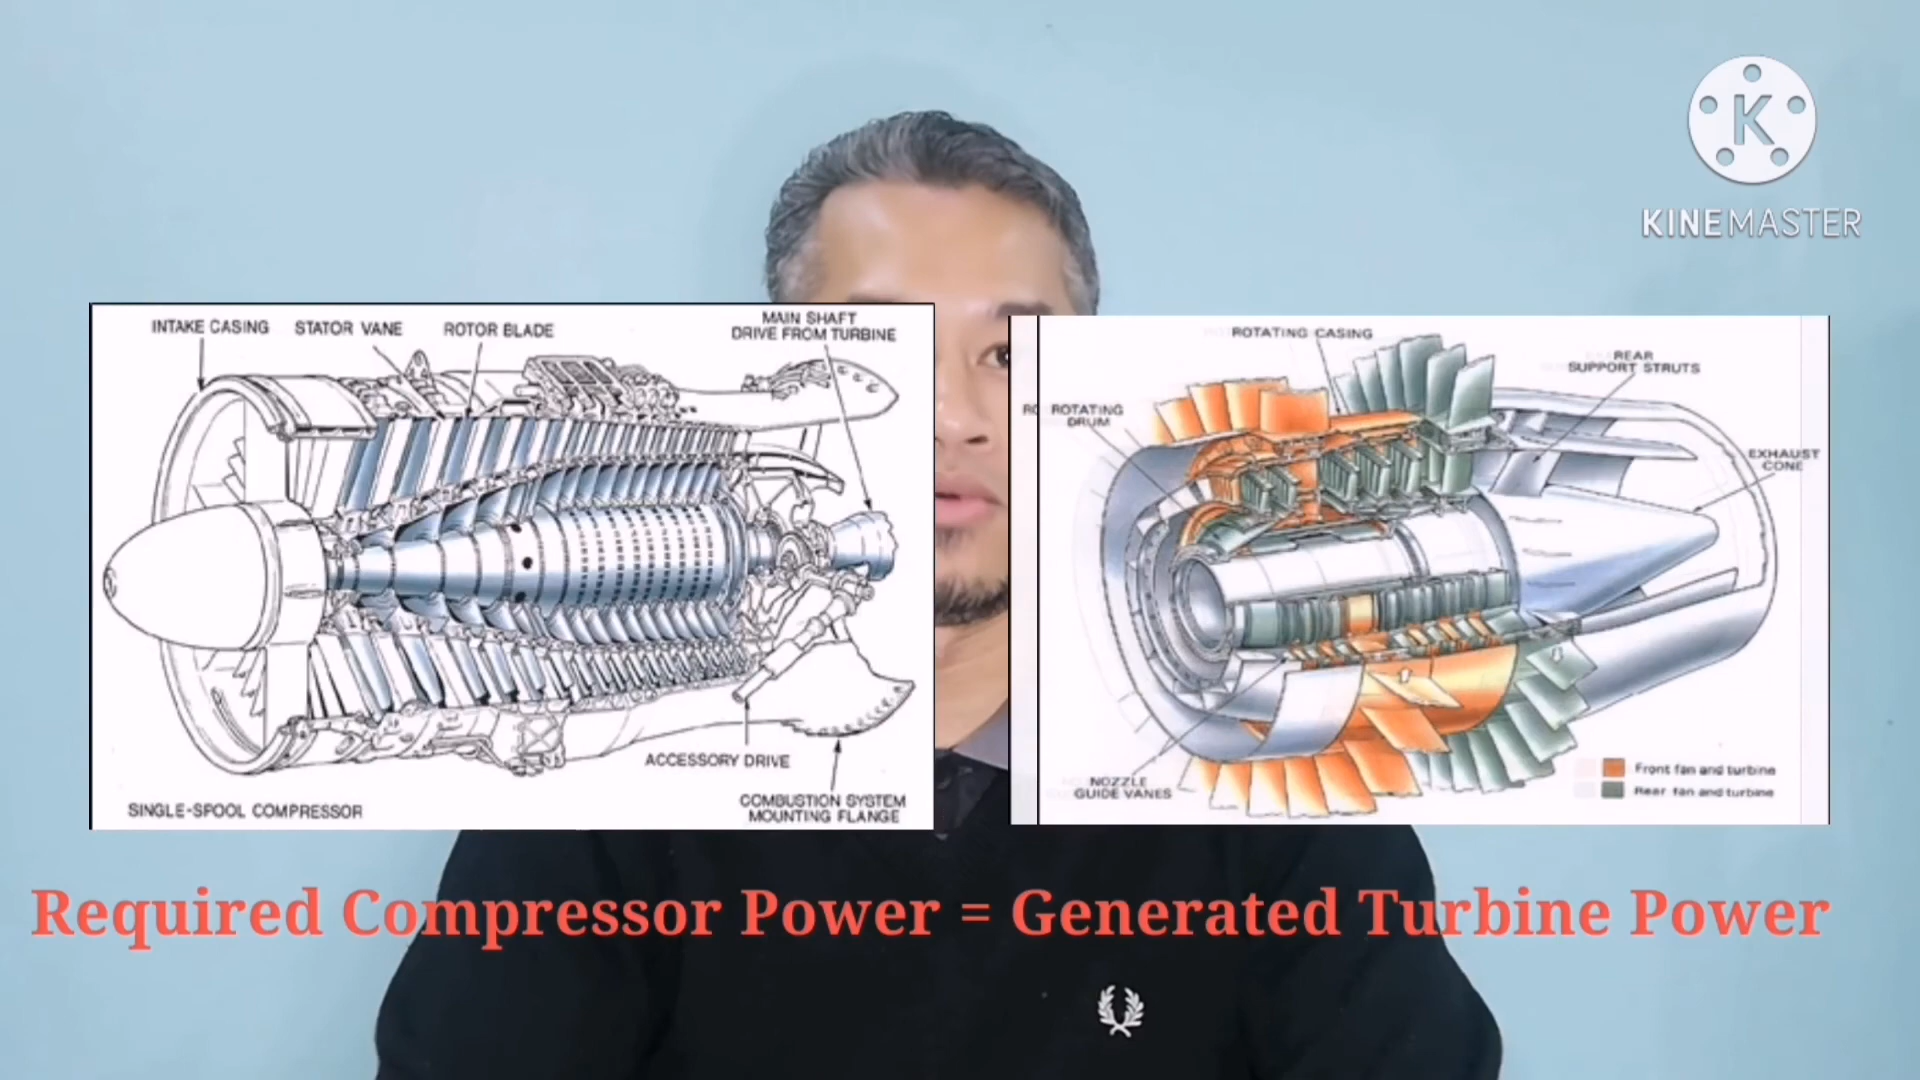 KINEMASTER
INTAKE CASING
STATOR VANE
ROTOR BLADE
MAIN SHAFT
DRIVE FROM TURBINE
ACCESSORY DRIVE
COMBUSTION SYSTEM
MOUNTING FLANGE
SINGLE-SPOOL COMPRESSOR
ROTATING CASING
REAR
SUPPORT STRUTS
ROTATING
DRUM
EXHAUST
CONE
NOZZLE
GUIDE VANES
Front fan and turbine
Rear fan and turbine
Required Compressor Power = Generated Turbine Power